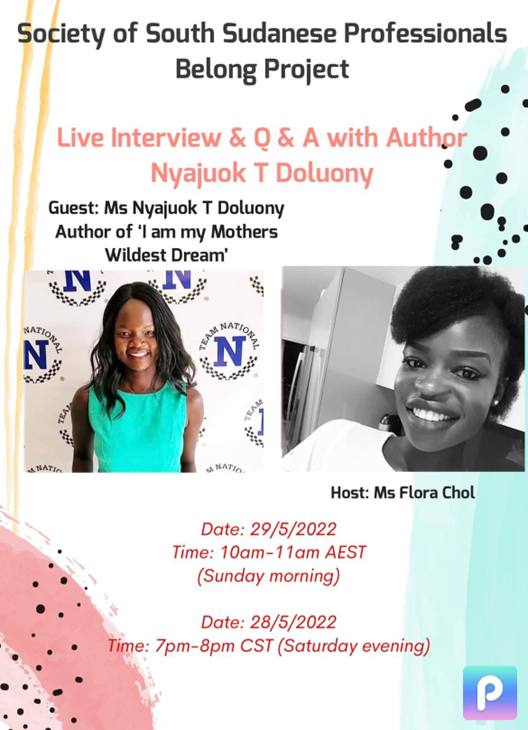 Society of South Sudanese Professionals
Belong Project
Live Interview & Q & A with Author
Nyajuok T Doluony
Guest: Ms Nyajuok T Doluony
Author of 'I am my Mothers
Wildest Dream'
N
TEAM NATIONAL
N
TEAM NATIONAL
N
Host: Ms Flora Chol
Date: 29/5/2022
Time: 10am-11am AEST
(Sunday morning)
Date: 28/5/2022
Time: 7pm-8pm CST (Saturday evening)